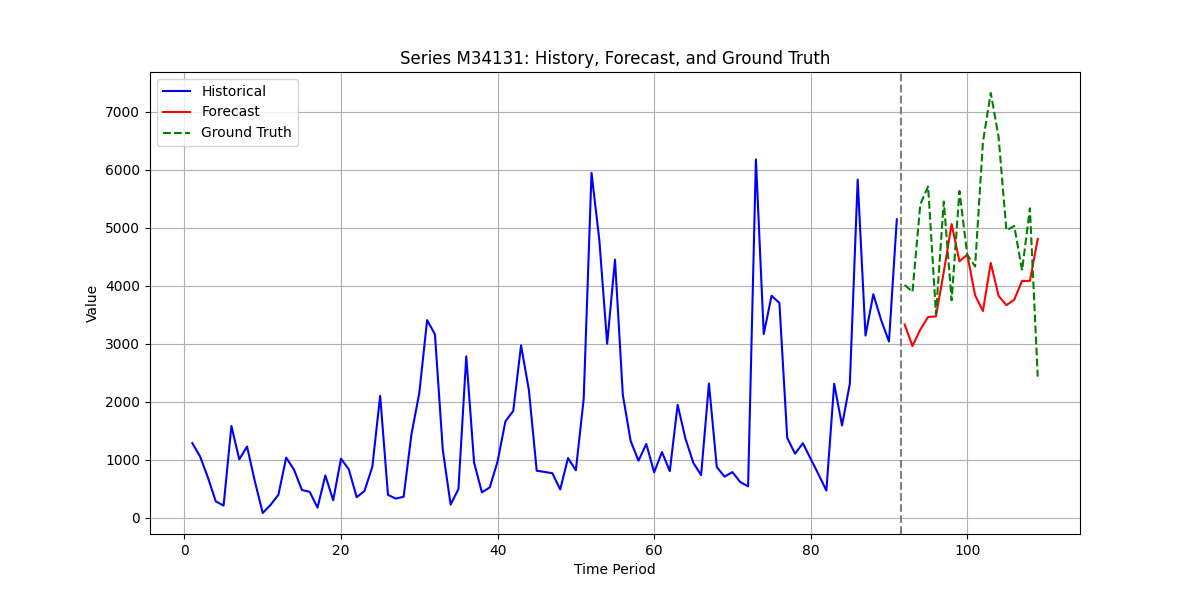 Series M34131: History, Forecast, and Ground Truth
Historical
Forecast
Ground Truth
7000
6000
5000
4000
3000
2000
1000
0
Value
0 20 40 60 80 100
Time Period